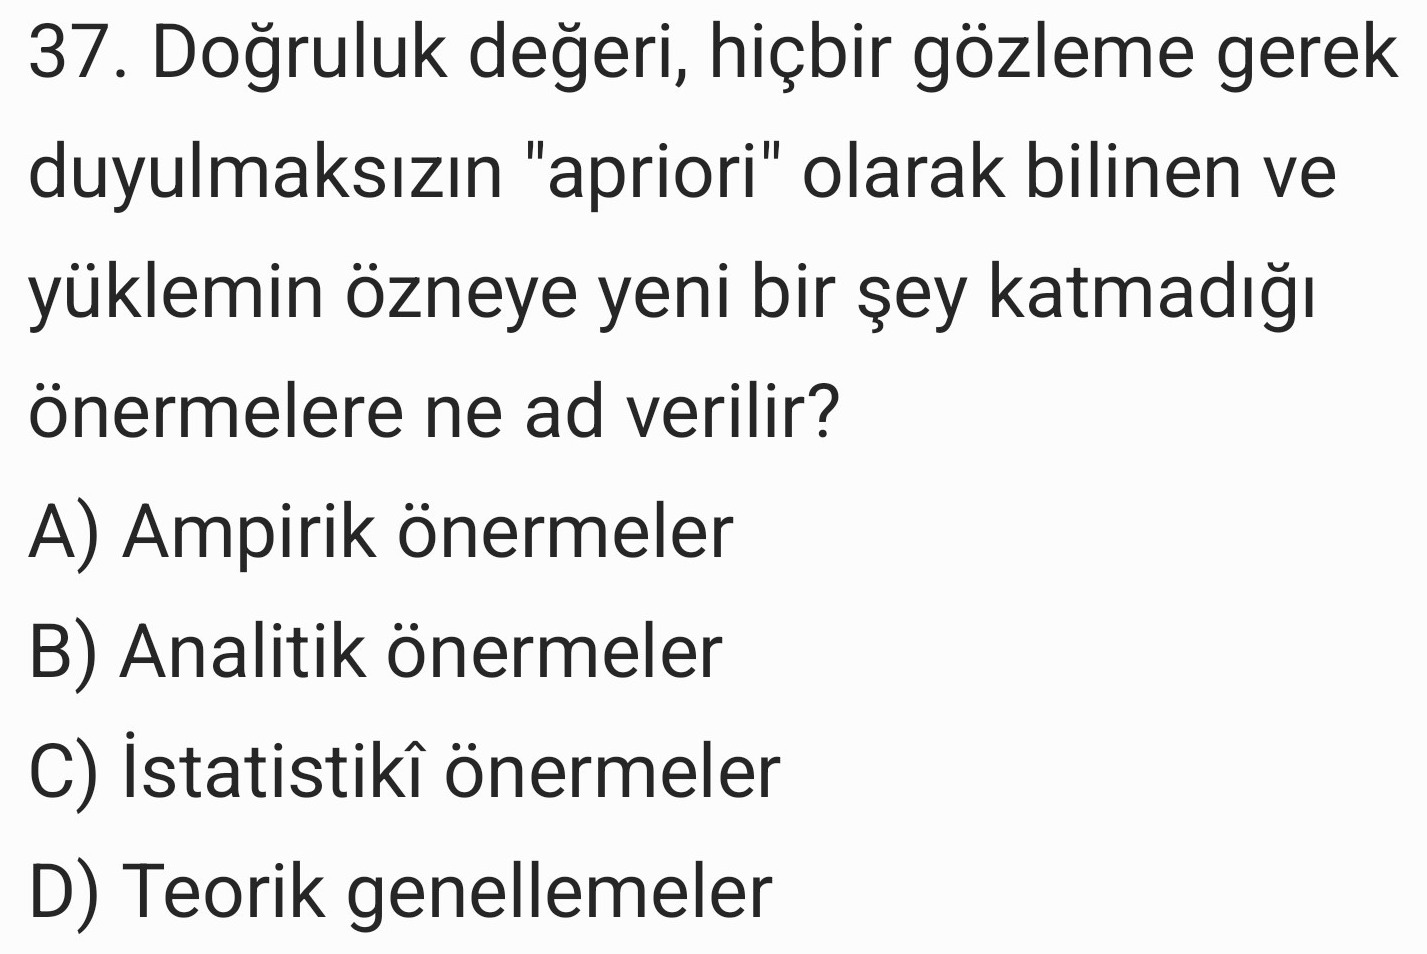 37. Doğruluk değeri, hiçbir gözleme gerek
duyulmaksızın "apriori" olarak bilinen ve
yüklemin özneye yeni bir şey katmadığı
önermelere ne ad verilir?
A) Ampirik önermeler
B) Analitik önermeler
C) İstatistikî önermeler
D) Teorik genellemeler